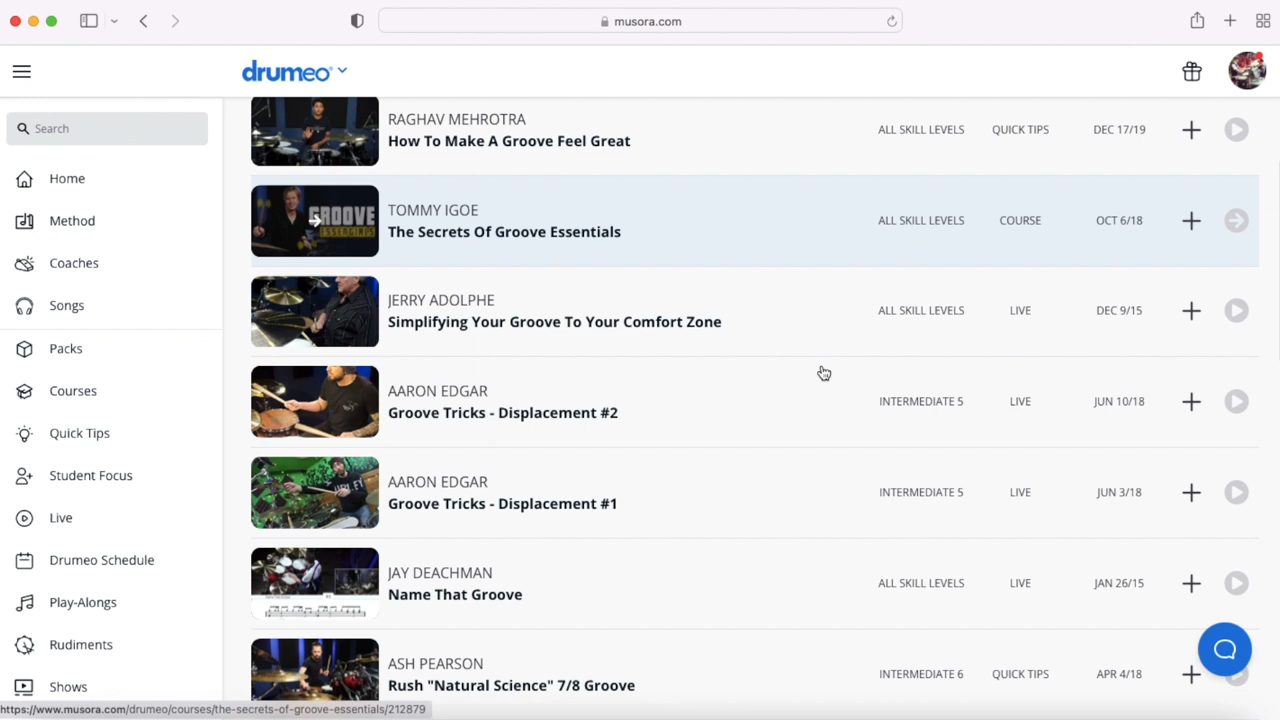 musora.com
drumeo
Search
Home
Method
Coaches
Songs
Packs
Courses
Quick Tips
Student Focus
Live
Drumeo Schedule
Play-Alongs
Rudiments
Shows
RAGHAV MEHROTRA
How To Make A Groove Feel Great
ALL SKILL LEVELS QUICK TIPS DEC 17/19
GROOVE
ESSENTIALS
TOMMY IGOE
The Secrets Of Groove Essentials
ALL SKILL LEVELS COURSE OCT 6/18
JERRY ADOLPHE
Simplifying Your Groove To Your Comfort Zone
ALL SKILL LEVELS LIVE DEC 9/15
AARON EDGAR
Groove Tricks - Displacement #2
INTERMEDIATE 5 LIVE JUN 10/18
AARON EDGAR
Groove Tricks - Displacement #1
INTERMEDIATE 5 LIVE JUN 3/18
JAY DEACHMAN
Name That Groove
ALL SKILL LEVELS LIVE JAN 26/15
ASH PEARSON
Rush "Natural Science" 7/8 Groove
INTERMEDIATE 6 QUICK TIPS APR 4/18
https://www.musora.com/drumeo/courses/the-secrets-of-groove-essentials/212879